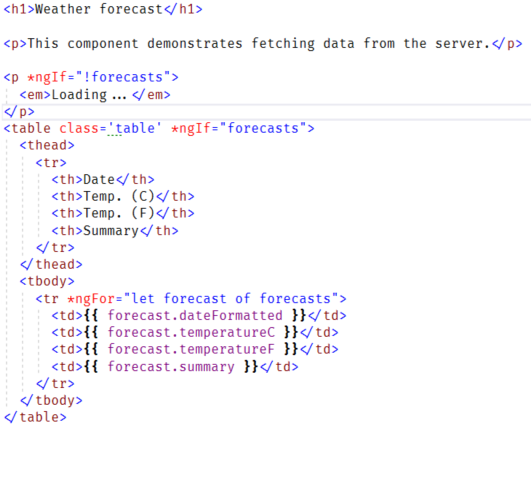 <h1>Weather forecast</h1>
<p>This component demonstrates fetching data from the server.</p>
<p *ngIf="!forecasts">
<em>Loading...</em>
</p>
<table class='table' *ngIf="forecasts">
<thead>
<tr>
<th>Date</th>
<th>Temp. (C)</th>
<th>Temp. (F)</th>
<th>Summary</th>
</tr>
</thead>
<tbody>
<tr *ngFor="let forecast of forecasts">
<td>{{ forecast.dateFormatted }}</td>
<td>{{ forecast.temperatureC }}</td>
<td>{{ forecast.temperatureF }}</td>
<td>{{ forecast.summary }}</td>
</tr>
</tbody>
</table>